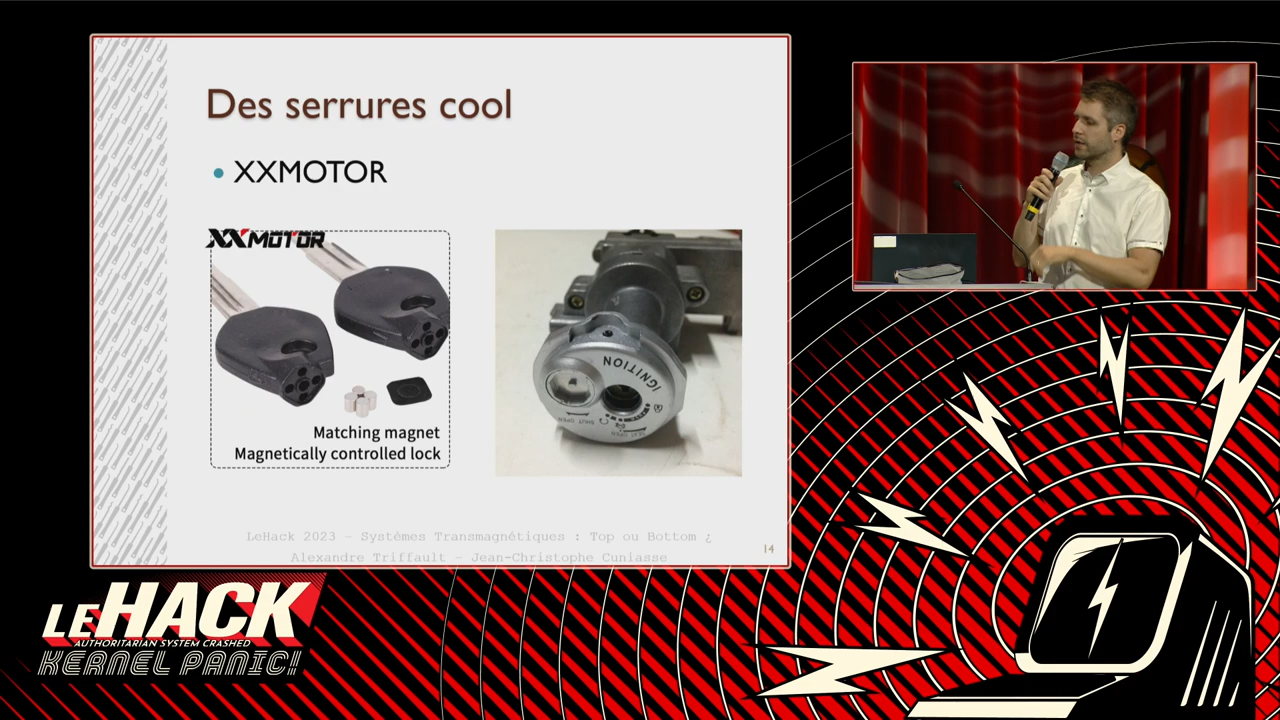 Des serrures cool
• XXMOTOR
XXMOTOR
Matching magnet
Magnetically controlled lock
IGNITION
LeHack 2023 – Systèmes Transmagnétiques : Top ou Bottom ¿
Alexandre Triffault – Jean-Christophe Cuniasse
14
LEHACK
AUTHORITARIAN SYSTEM CRASHED
KERNEL PANIC!